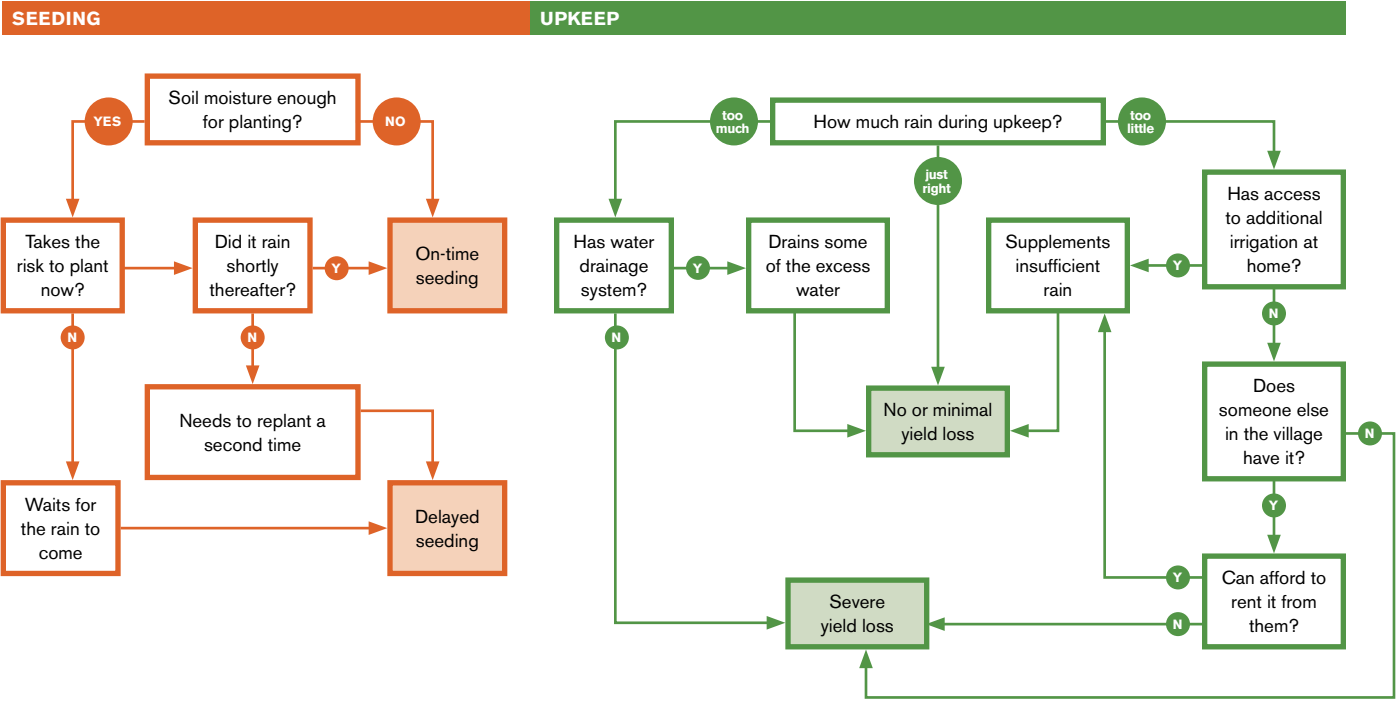 SEEDING
UPKEEP
Soil moisture enough
for planting?
YES
NO
Takes the
risk to plant
now?
Did it rain
shortly
thereafter?
Y
On-time
seeding
N
N
Needs to replant a
second time
Waits for
the rain to
come
Delayed
seeding
How much rain during upkeep?
too
much
too
little
just
right
Has water
drainage
system?
Y
Drains some
of the excess
water
Supplements
insufficient
rain
Y
Has access
to additional
irrigation at
home?
N
N
No or minimal
yield loss
Does
someone else
in the village
have it?
N
Y
Severe
yield loss
Y
N
Can afford to
rent it from
them?